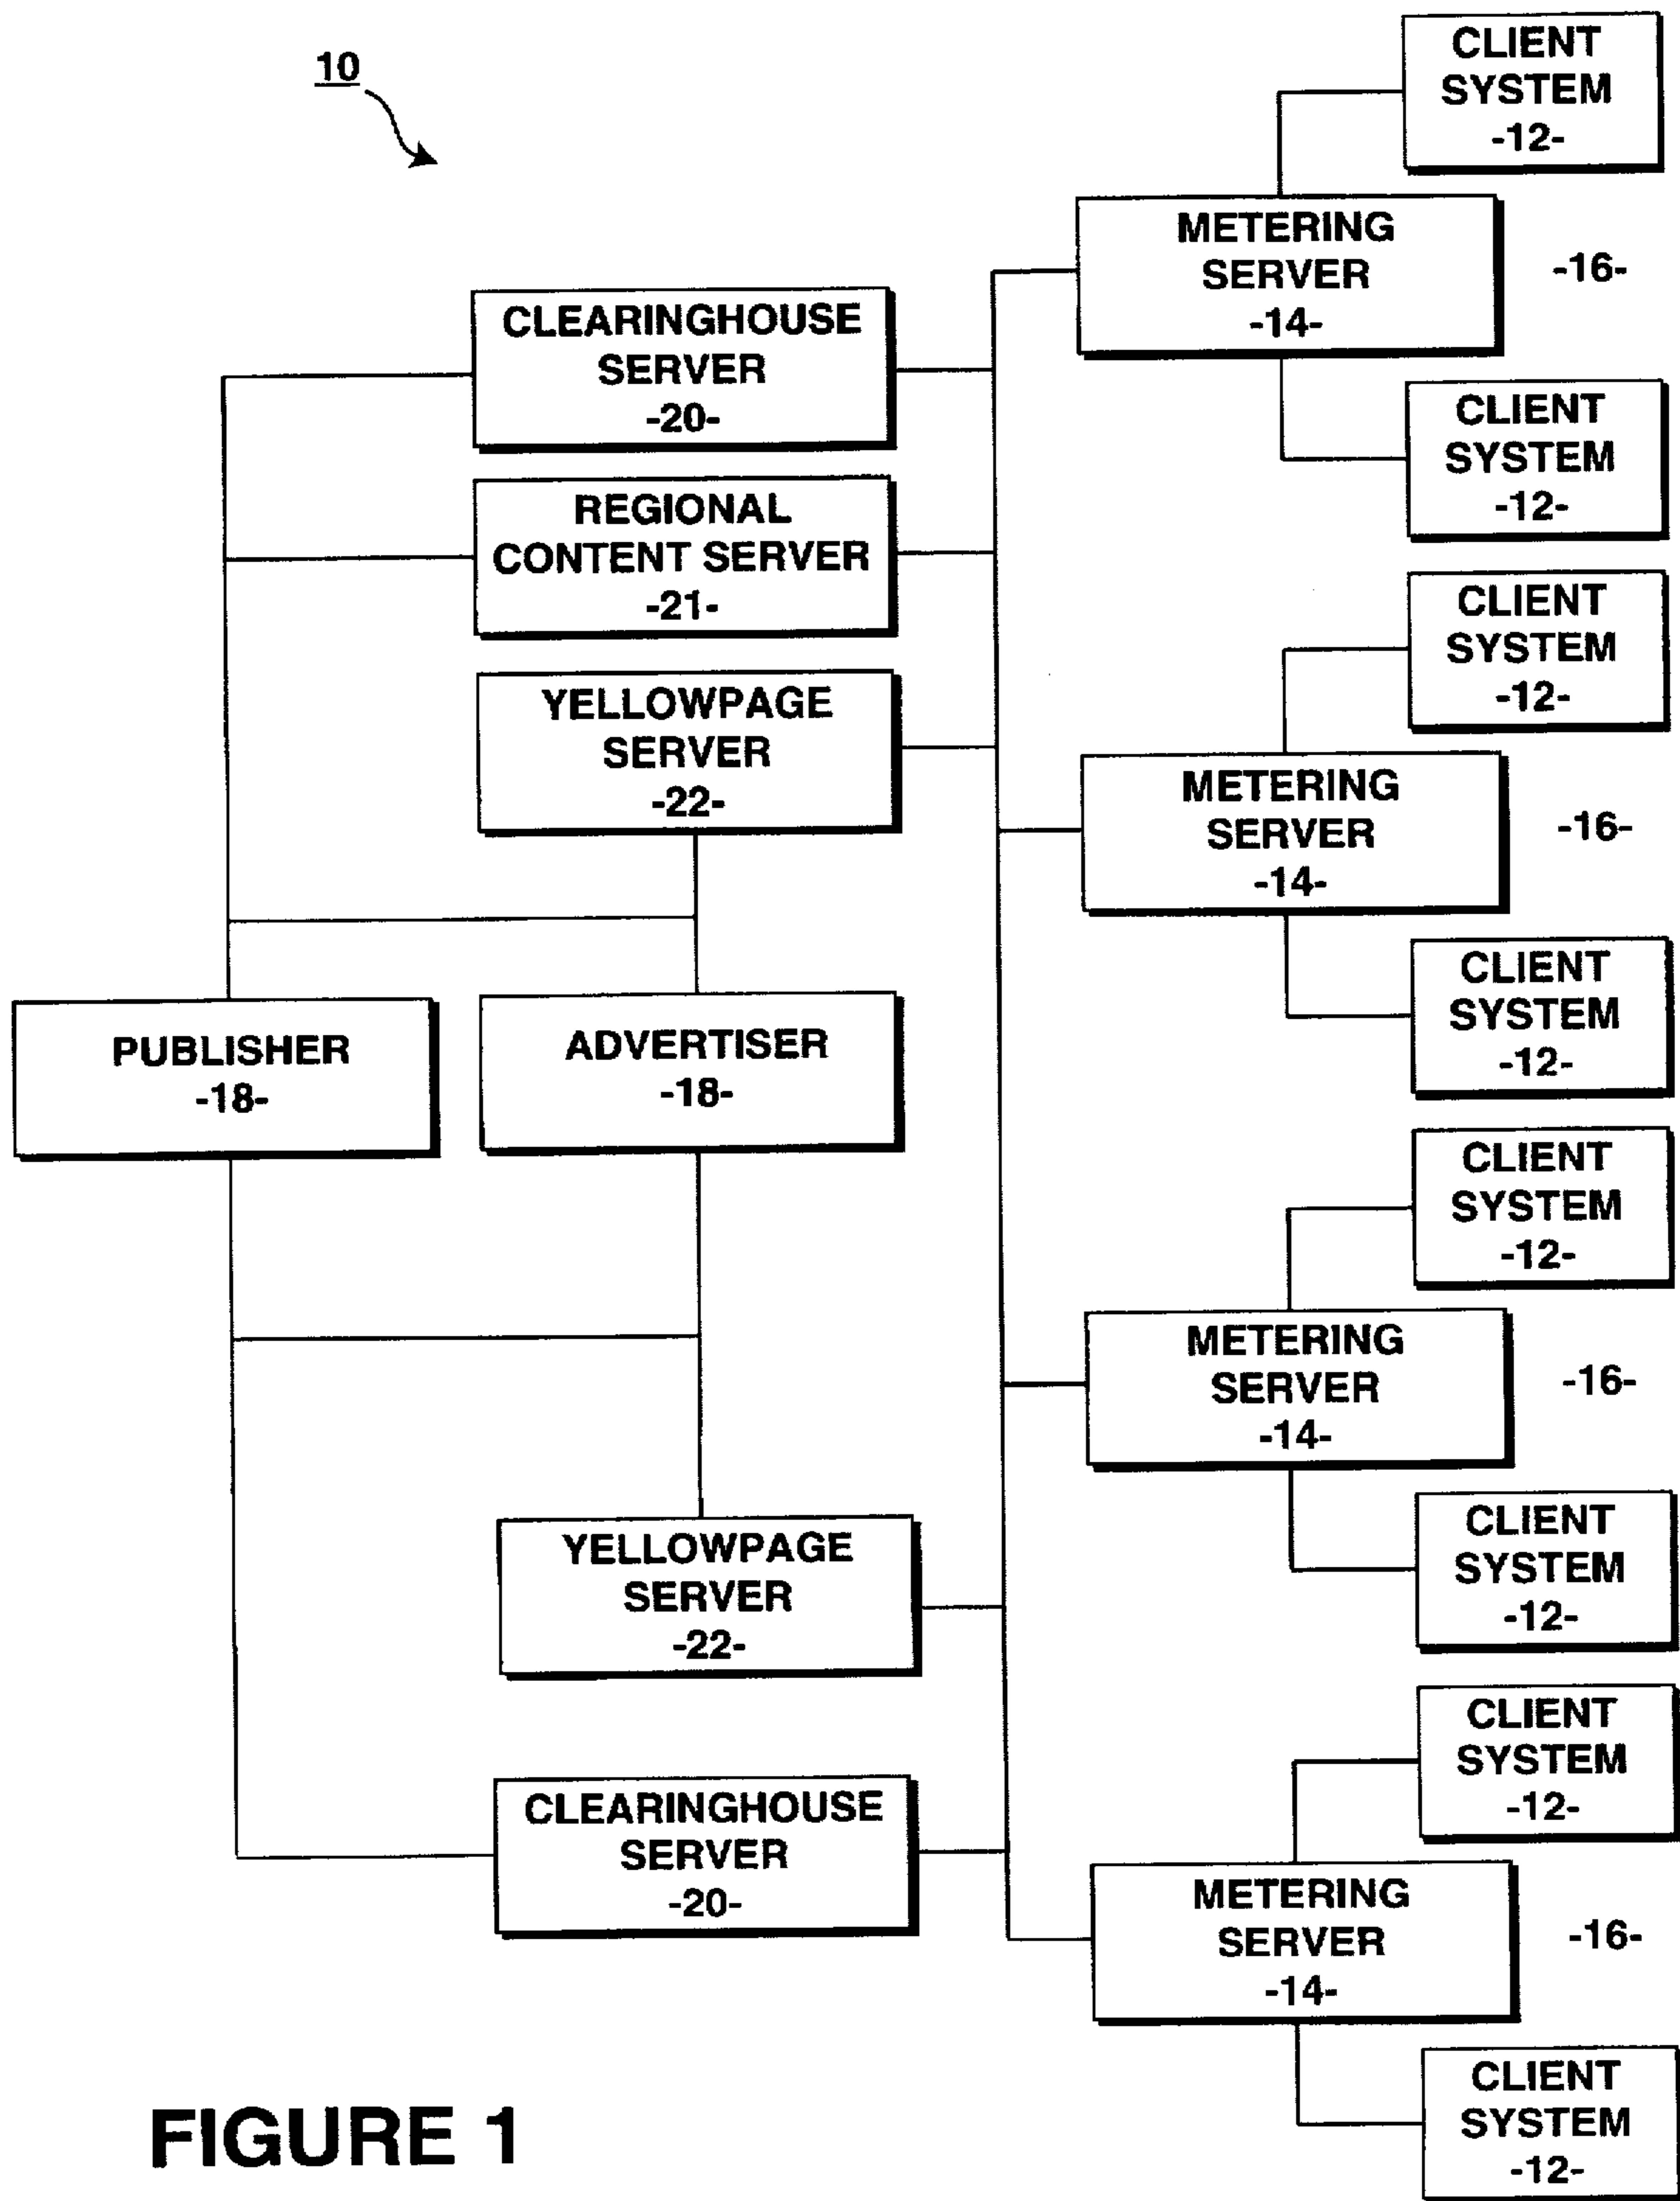 10
CLIENT
SYSTEM
-12-
METERING
SERVER
-14-
-16-
CLEARINGHOUSE
SERVER
-20-
CLIENT
SYSTEM
-12-
REGIONAL
CONTENT SERVER
-21-
CLIENT
SYSTEM
-12-
YELLOWPAGE
SERVER
-22-
METERING
SERVER
-14-
-16-
CLIENT
SYSTEM
-12-
PUBLISHER
-18-
ADVERTISER
-18-
CLIENT
SYSTEM
-12-
METERING
SERVER
-14-
-16-
CLIENT
SYSTEM
-12-
YELLOWPAGE
SERVER
-22-
CLIENT
SYSTEM
-12-
CLEARINGHOUSE
SERVER
-20-
METERING
SERVER
-14-
-16-
CLIENT
SYSTEM
-12-
FIGURE 1